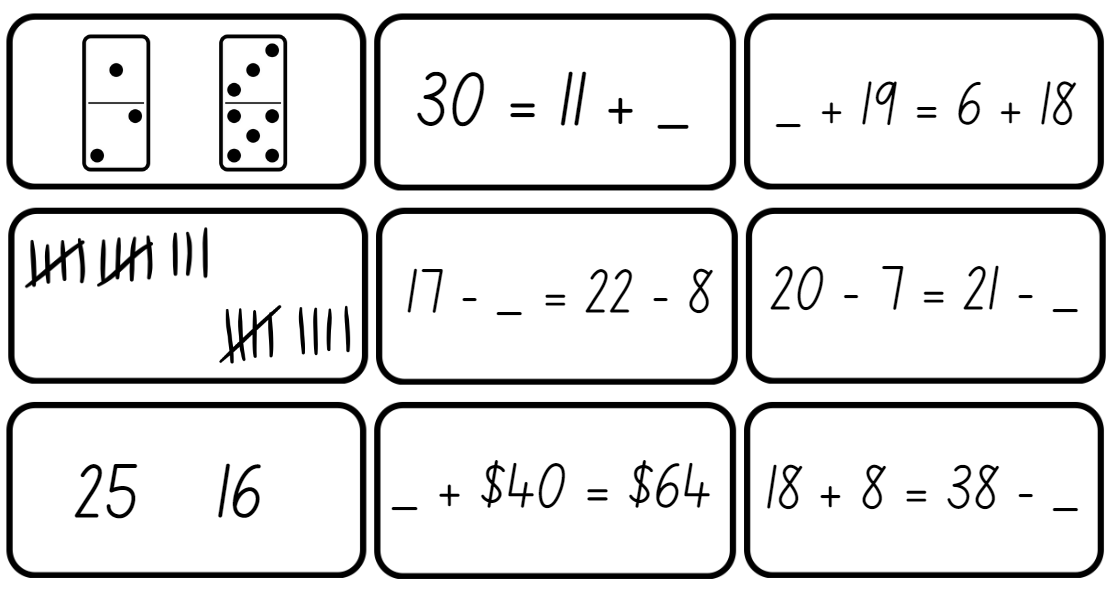 30 = 11 + _
_ + 19 = 6 + 18
17 - _ = 22 - 8
20 - 7 = 21 - _
25 16
_ + $40 = $64
18 + 8 = 38 - _